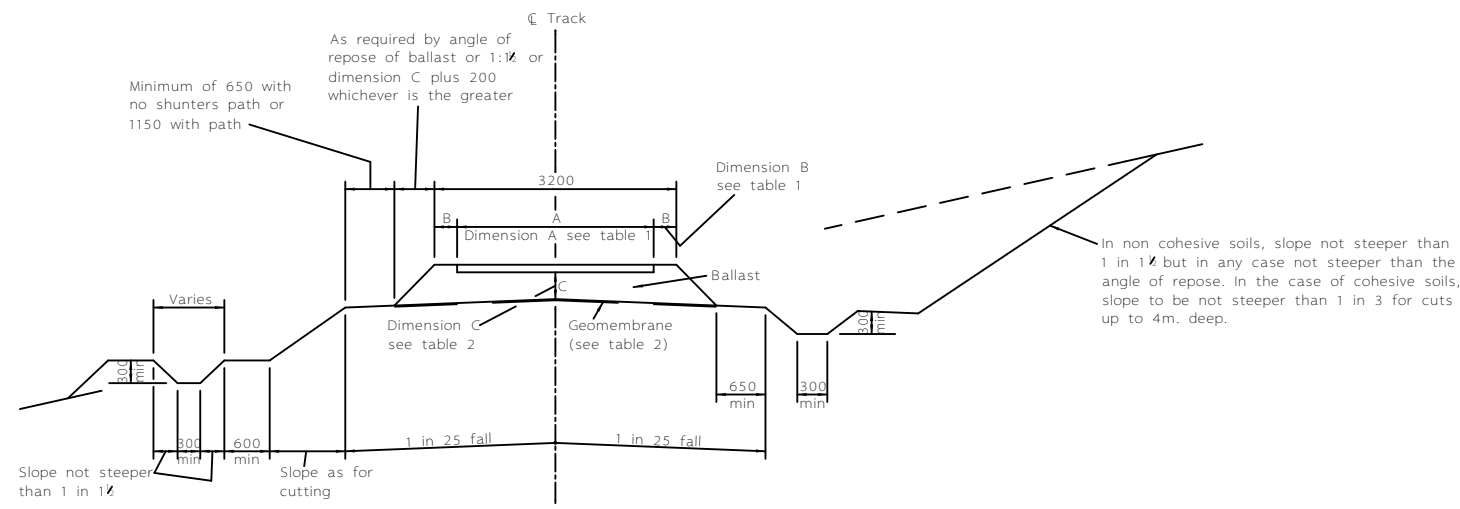 ℄ Track
As required by angle of
repose of ballast or 1:1½ or
dimension C plus 200
whichever is the greater
Minimum of 650 with
no shunters path or
1150 with path
Dimension B
see table 1
3200
B
A
B
Dimension A see table 1
Ballast
C
In non cohesive soils, slope not steeper than
1 in 1½ but in any case not steeper than the
angle of repose. In the case of cohesive soils,
slope to be not steeper than 1 in 3 for cuts
up to 4m. deep.
Varies
Dimension C
see table 2
Geomembrane
(see table 2)
300
min
300
min
650
min
300
min
1 in 25 fall
1 in 25 fall
300
min
600
min
Slope not steeper
than 1 in 1½
Slope as for
cutting